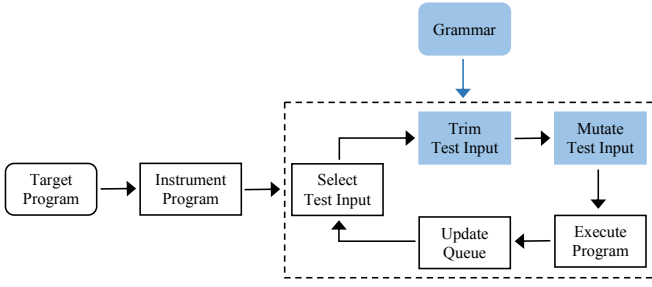 Grammar
Trim
Test Input
Mutate
Test Input
Target
Program
Instrument
Program
Select
Test Input
Update
Queue
Execute
Program